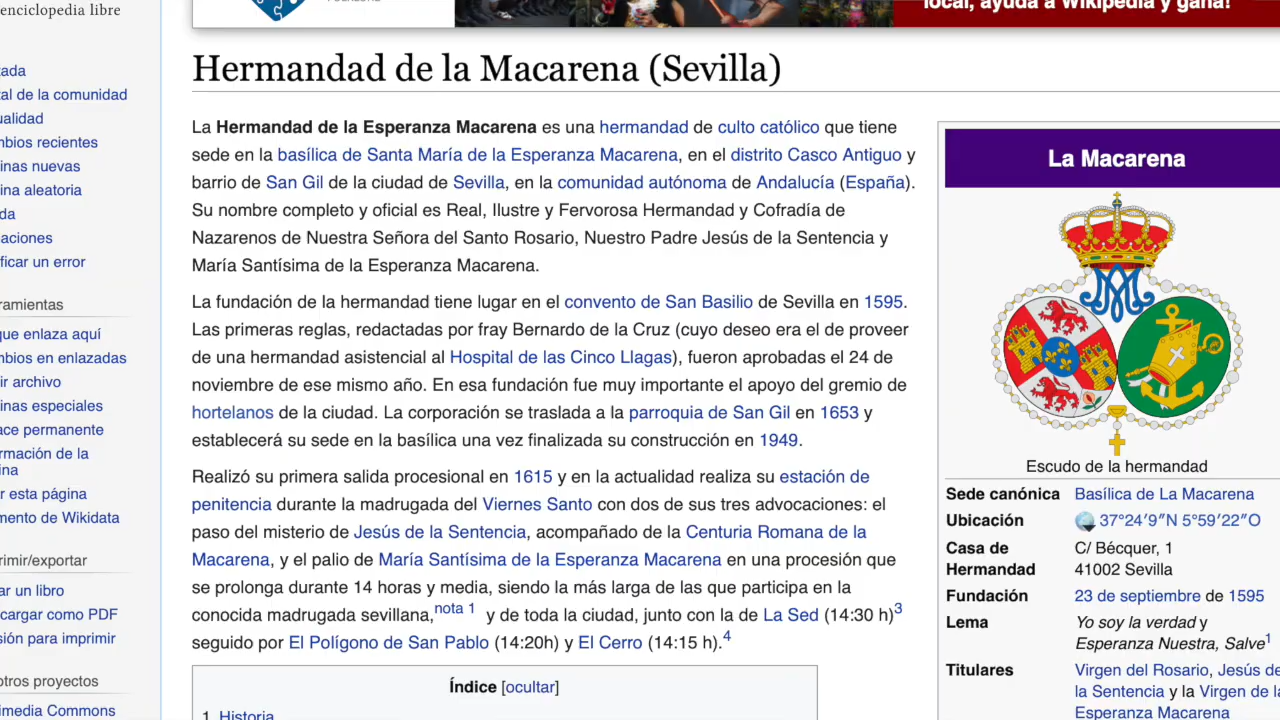 enciclopedia libre
local, ayuda a Wikipedia y gana!
Hermandad de la Macarena (Sevilla)
La Hermandad de la Esperanza Macarena es una hermandad de culto católico que tiene
sede en la basílica de Santa María de la Esperanza Macarena, en el distrito Casco Antiguo y
barrio de San Gil de la ciudad de Sevilla, en la comunidad autónoma de Andalucía (España).
Su nombre completo y oficial es Real, Ilustre y Fervorosa Hermandad y Cofradía de
Nazarenos de Nuestra Señora del Santo Rosario, Nuestro Padre Jesús de la Sentencia y
María Santísima de la Esperanza Macarena.
La fundación de la hermandad tiene lugar en el convento de San Basilio de Sevilla en 1595.
Las primeras reglas, redactadas por fray Bernardo de la Cruz (cuyo deseo era el de proveer
de una hermandad asistencial al Hospital de las Cinco Llagas), fueron aprobadas el 24 de
noviembre de ese mismo año. En esa fundación fue muy importante el apoyo del gremio de
hortelanos de la ciudad. La corporación se traslada a la parroquia de San Gil en 1653 y
establecerá su sede en la basílica una vez finalizada su construcción en 1949.
Realizó su primera salida procesional en 1615 y en la actualidad realiza su estación de
penitencia durante la madrugada del Viernes Santo con dos de sus tres advocaciones: el
paso del misterio de Jesús de la Sentencia, acompañado de la Centuria Romana de la
Macarena, y el palio de María Santísima de la Esperanza Macarena en una procesión que
se prolonga durante 14 horas y media, siendo la más larga de las que participa en la
conocida madrugada sevillana,nota 1 y de toda la ciudad, junto con la de La Sed (14:30 h)3
seguido por El Polígono de San Pablo (14:20h) y El Cerro (14:15 h).4
Índice [ocultar]
1 Historia
La Macarena
Escudo de la hermandad
Sede canónica Basílica de La Macarena
Ubicación 37°24′9″N 5°59′22″O
Casa de C/ Bécquer, 1
Hermandad 41002 Sevilla
Fundación 23 de septiembre de 1595
Lema Yo soy la verdad y
Esperanza Nuestra, Salve1
Titulares Virgen del Rosario, Jesús de
la Sentencia y la Virgen de la
Esperanza Macarena
tada
tal de la comunidad
ualidad
mbios recientes
inas nuevas
ina aleatoria
da
aciones
ficar un error
ramientas
que enlaza aquí
mbios en enlazadas
ir archivo
inas especiales
ace permanente
rmación de la
ina
r esta página
mento de Wikidata
rimir/exportar
ar un libro
cargar como PDF
sión para imprimir
otros proyectos
imedia Commons